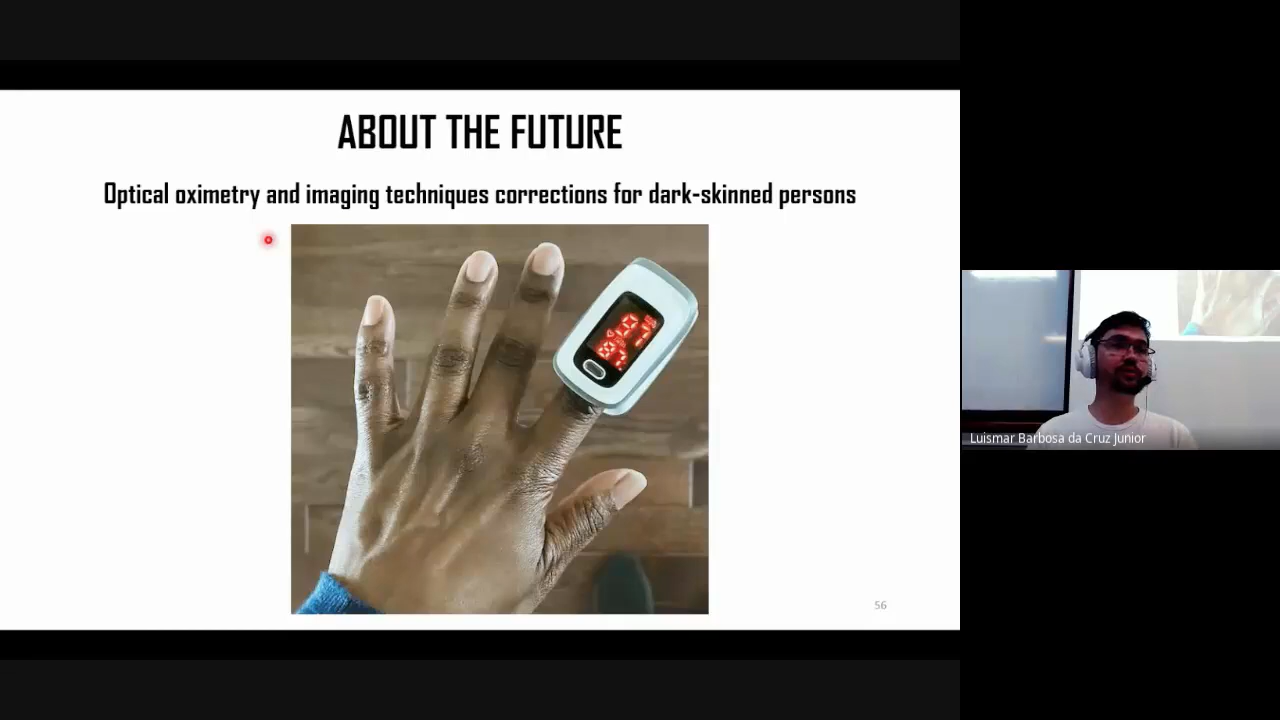 ABOUT THE FUTURE
Optical oximetry and imaging techniques corrections for dark-skinned persons
56
Luismar Barbosa da Cruz Junior